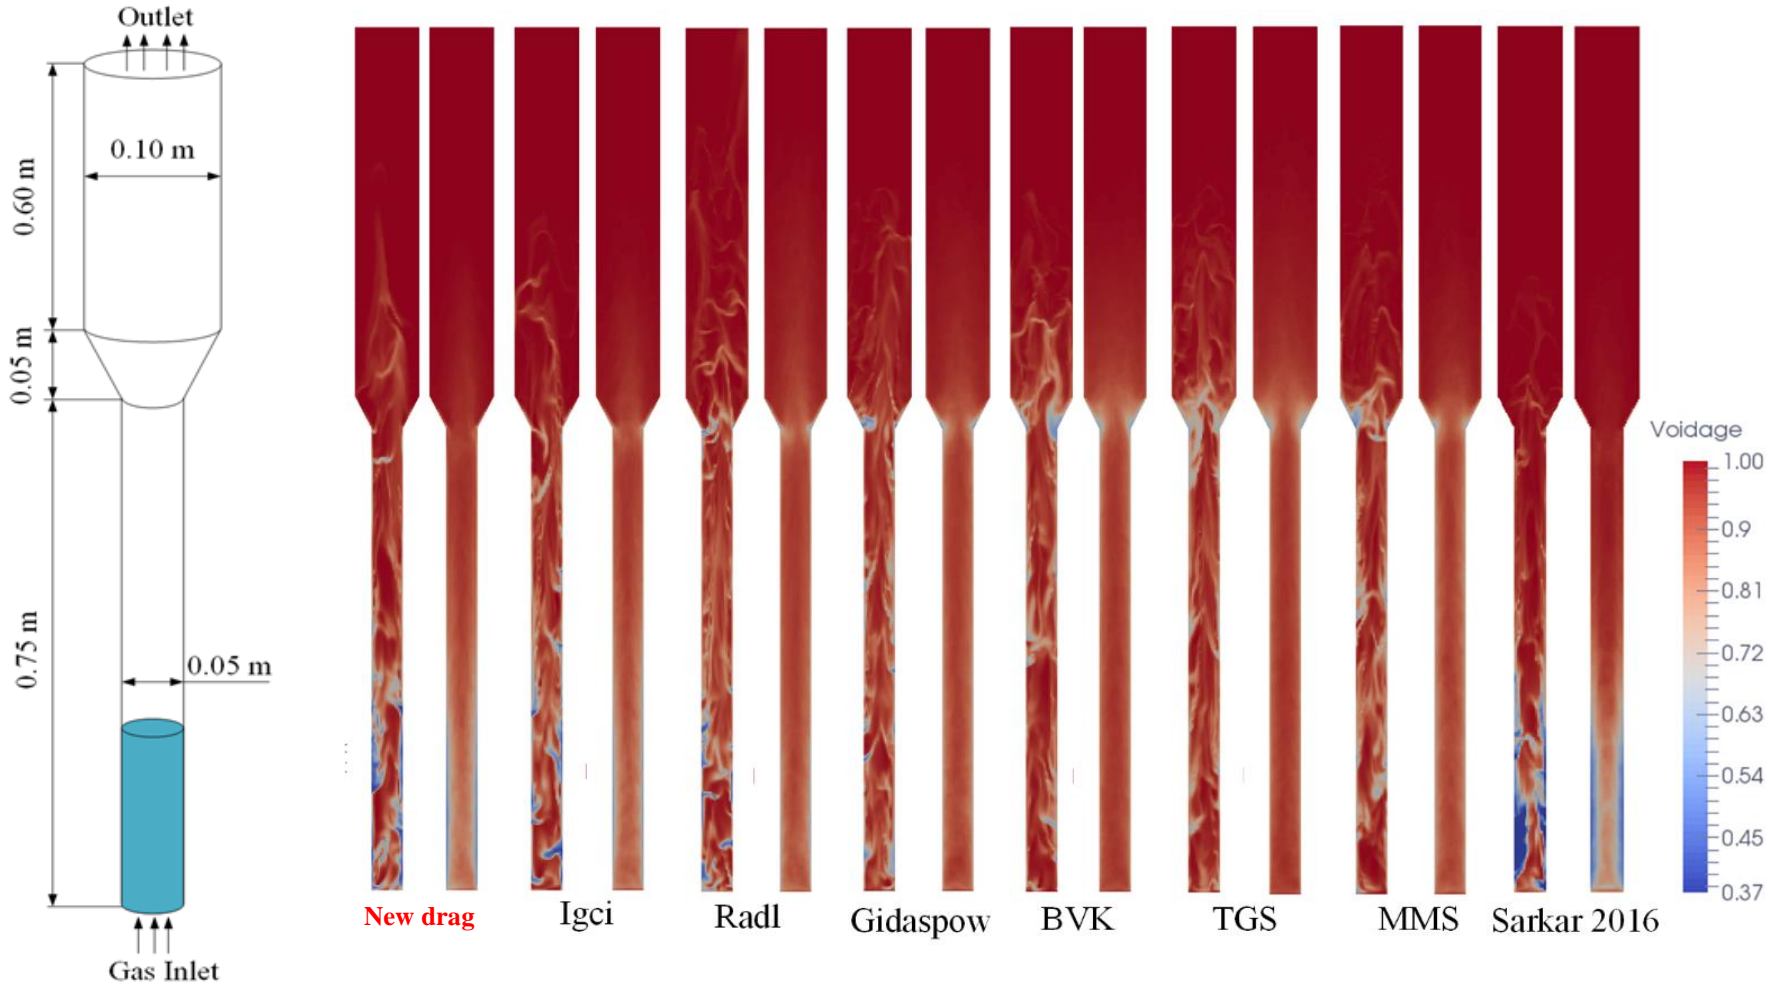 Outlet
0.10 m
0.60 m
0.05 m
0.75 m
0.05 m
Gas Inlet
New drag
Igci
Radl
Gidaspow
BVK
TGS
MMS
Sarkar 2016
Voidage
1.00
0.9
0.81
0.72
0.63
0.54
0.45
0.37